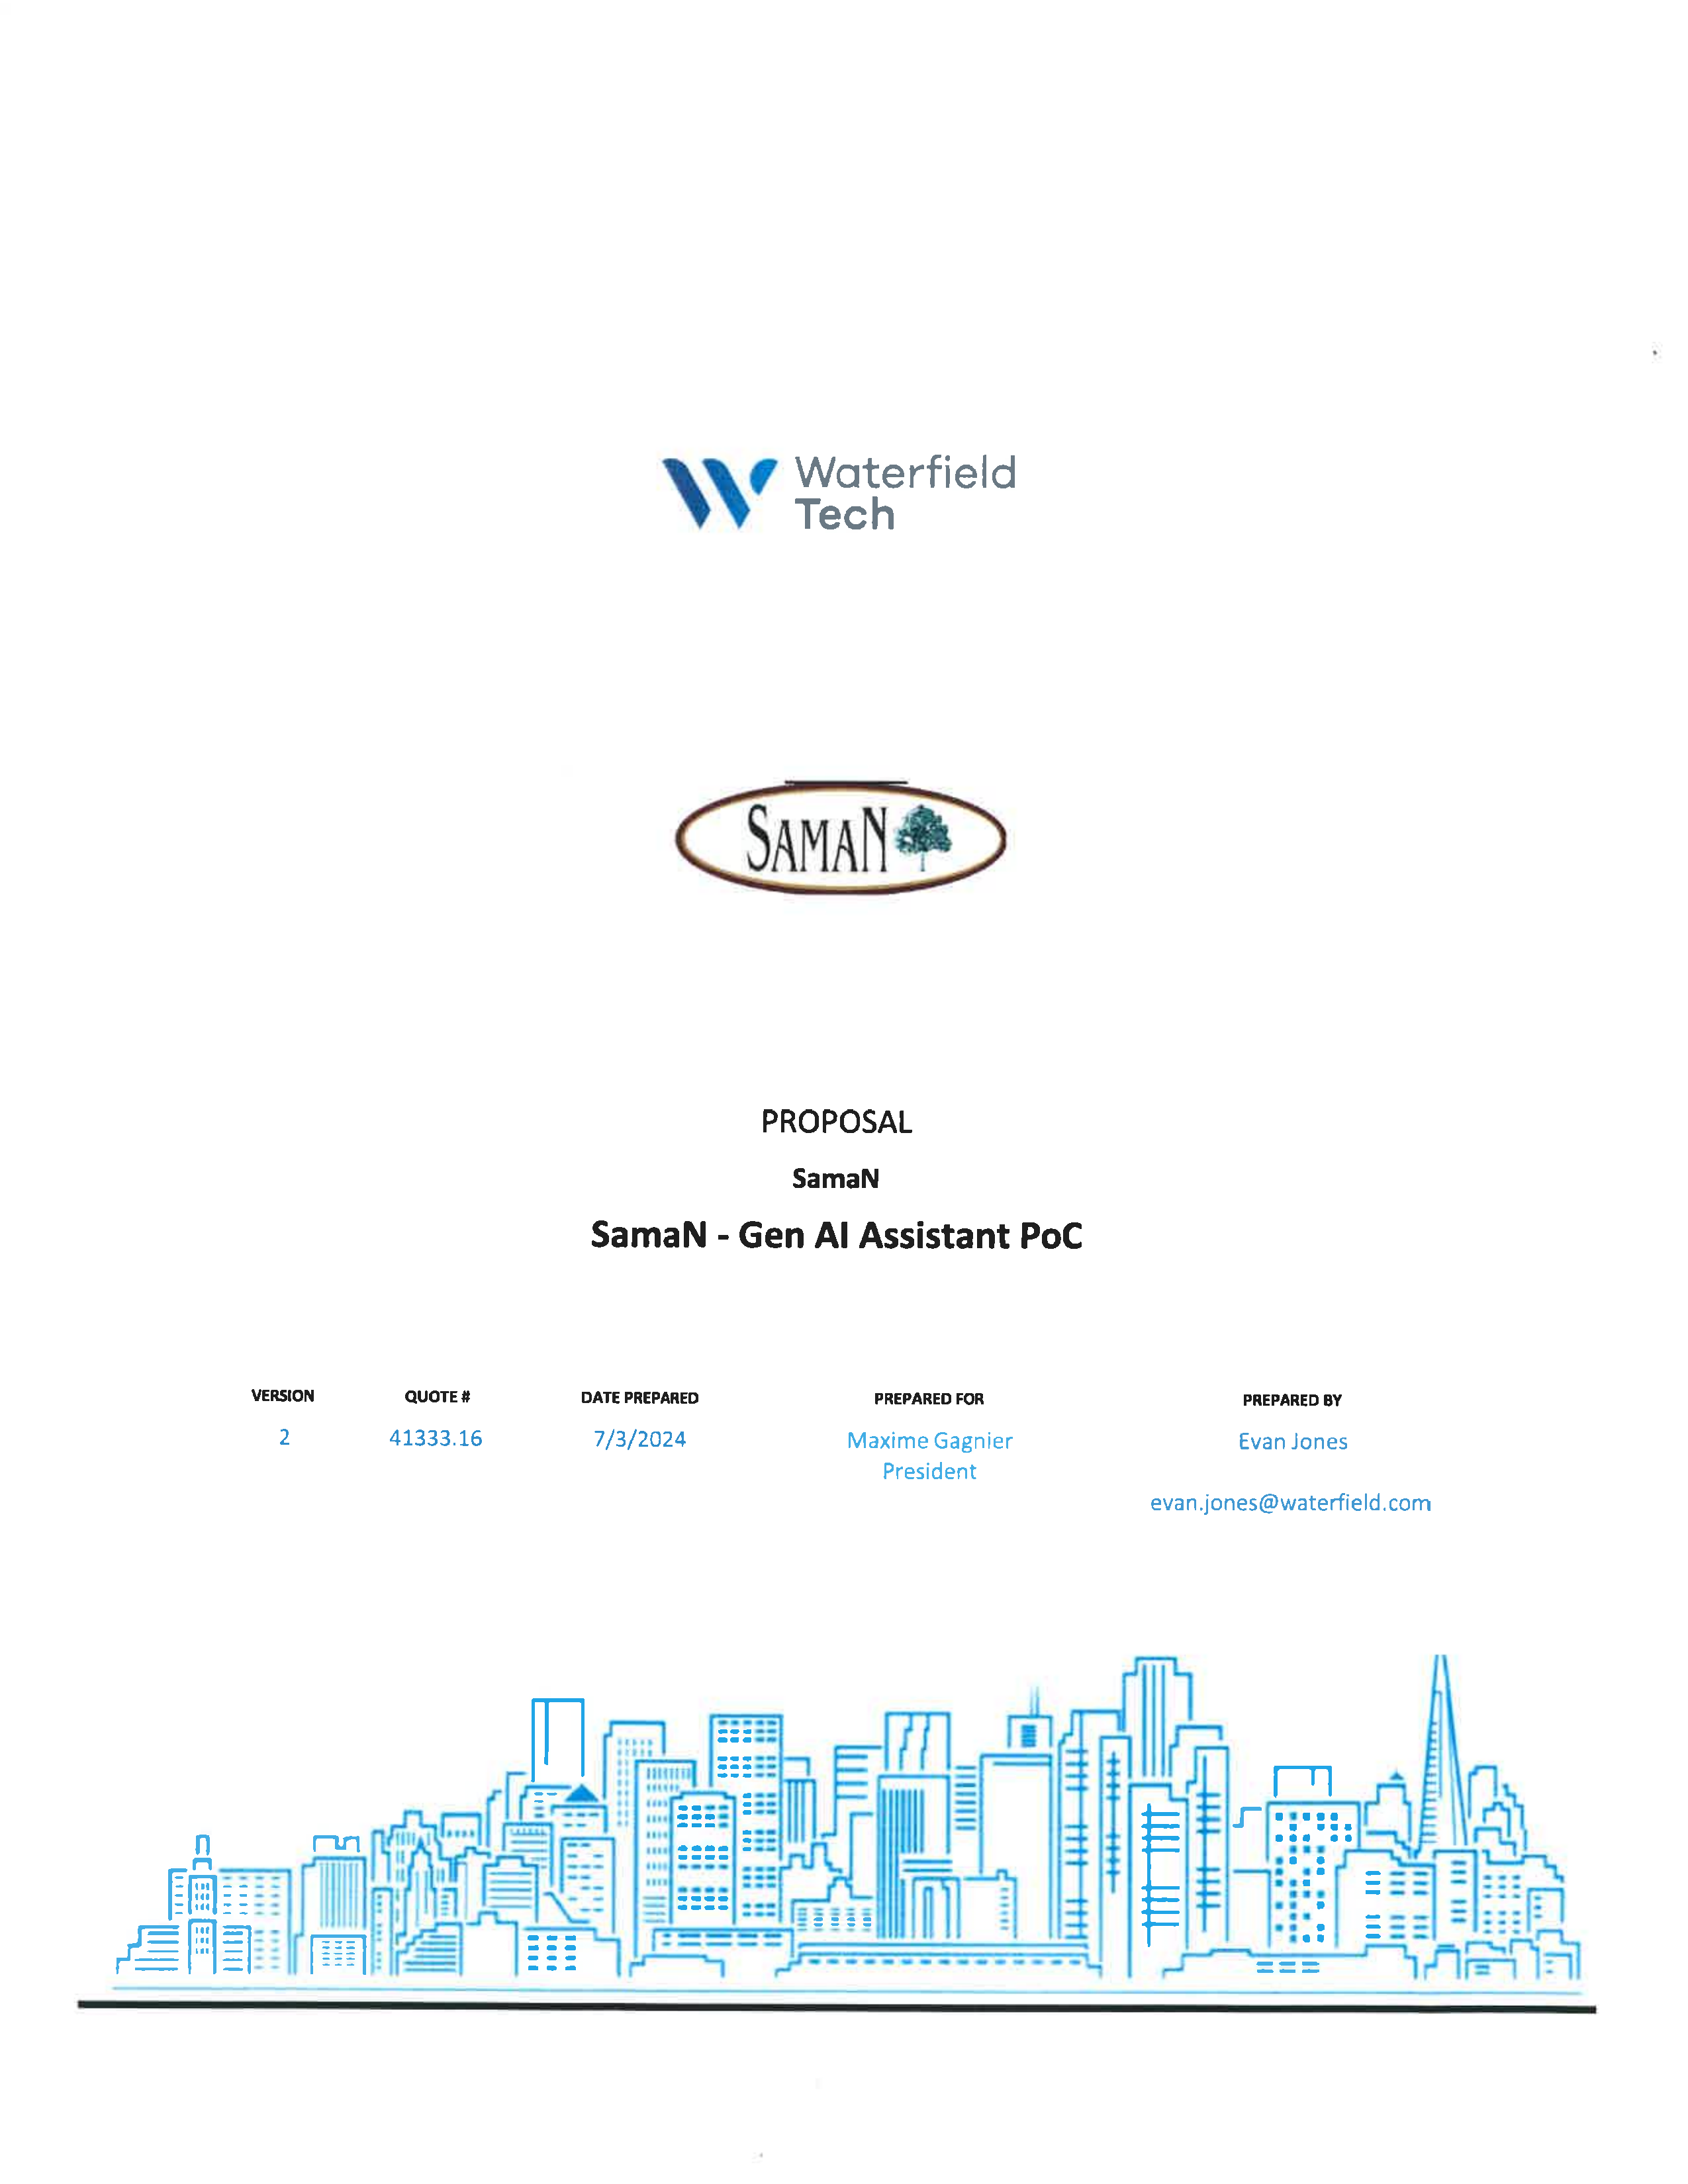 Waterfield
Tech
SAMAN
PROPOSAL
SamaN
SamaN - Gen AI Assistant PoC
VERSION QUOTE # DATE PREPARED PREPARED FOR PREPARED BY
2 41333.16 7/3/2024 Maxime Gagnier Evan Jones
President
evan.jones@waterfield.com